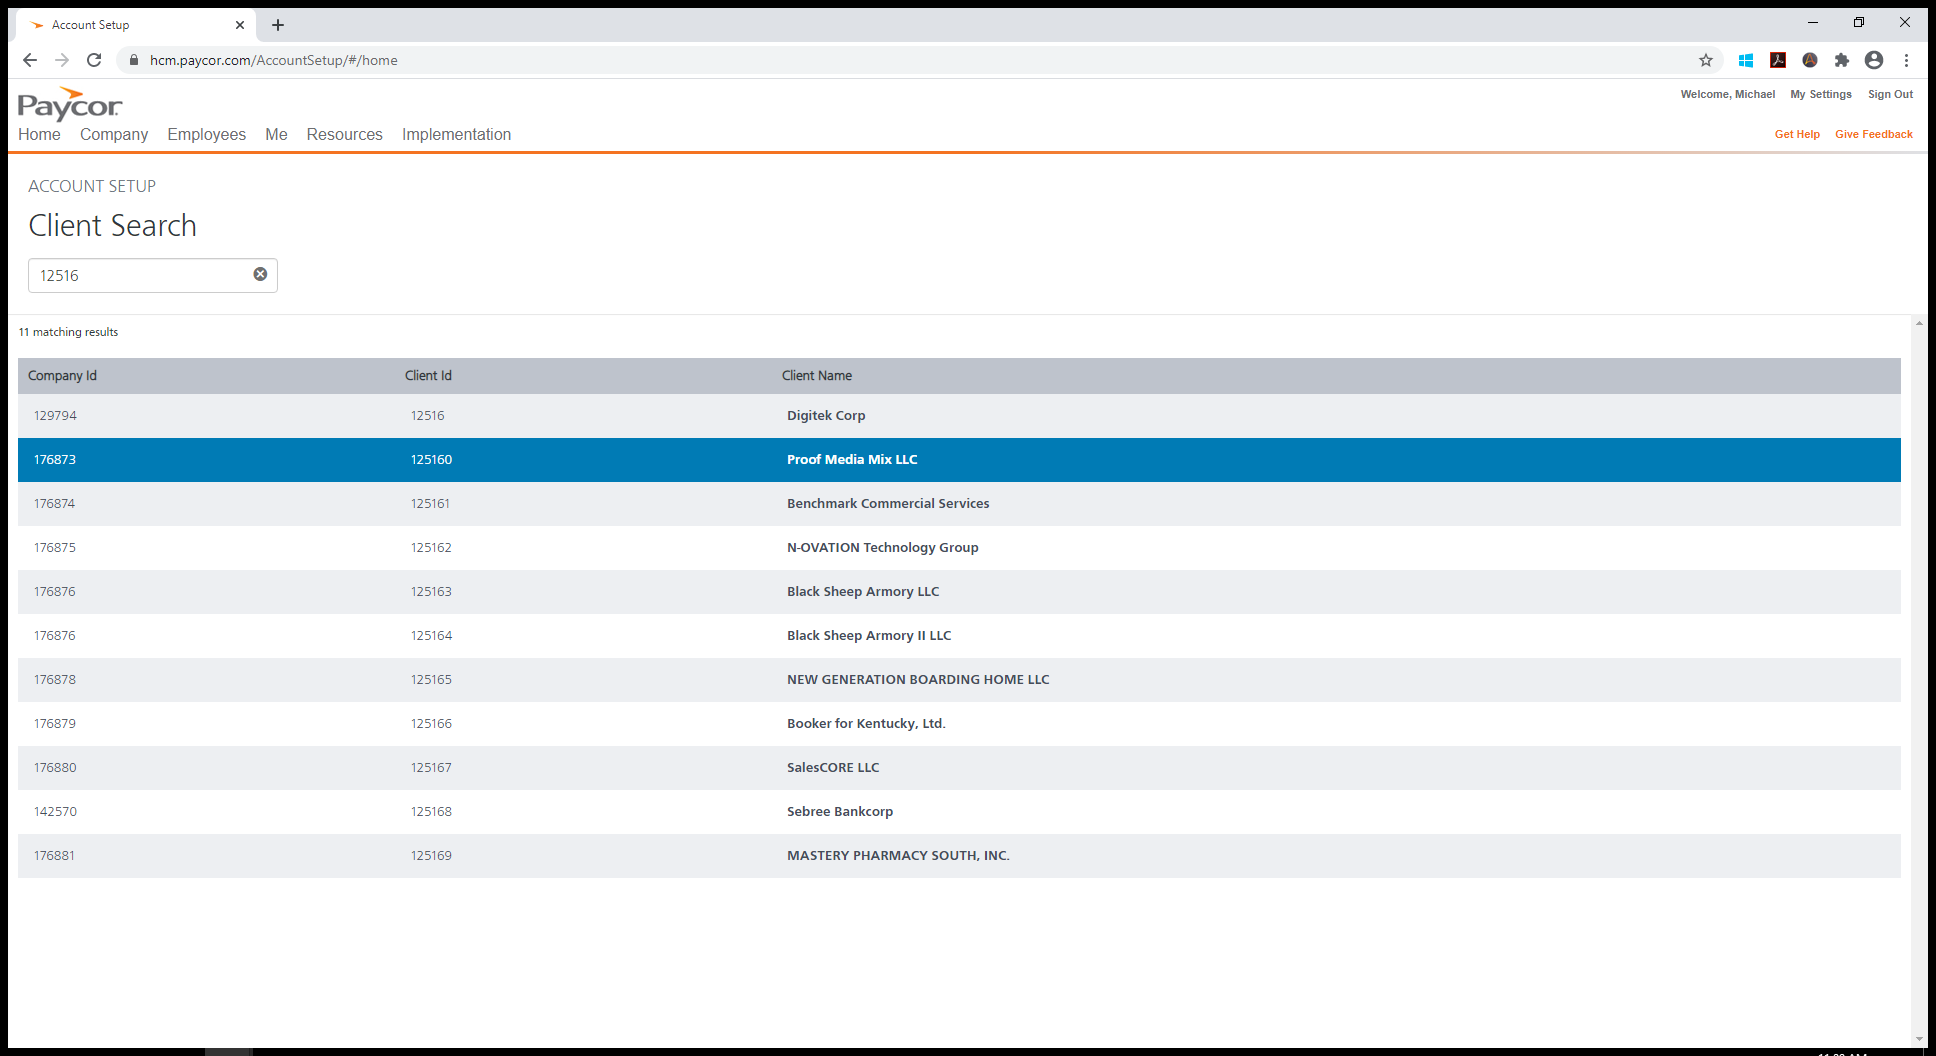 Account Setup
hcm.paycor.com/AccountSetup/#/home
Paycor
Welcome, Michael My Settings Sign Out
Home Company Employees Me Resources Implementation
Get Help Give Feedback
ACCOUNT SETUP
Client Search
12516
11 matching results
Company Id Client Id Client Name
129794 12516 Digitek Corp
176873 125160 Proof Media Mix LLC
176874 125161 Benchmark Commercial Services
176875 125162 N-OVATION Technology Group
176876 125163 Black Sheep Armory LLC
176876 125164 Black Sheep Armory II LLC
176878 125165 NEW GENERATION BOARDING HOME LLC
176879 125166 Booker for Kentucky, Ltd.
176880 125167 SalesCORE LLC
142570 125168 Sebree Bankcorp
176881 125169 MASTERY PHARMACY SOUTH, INC.